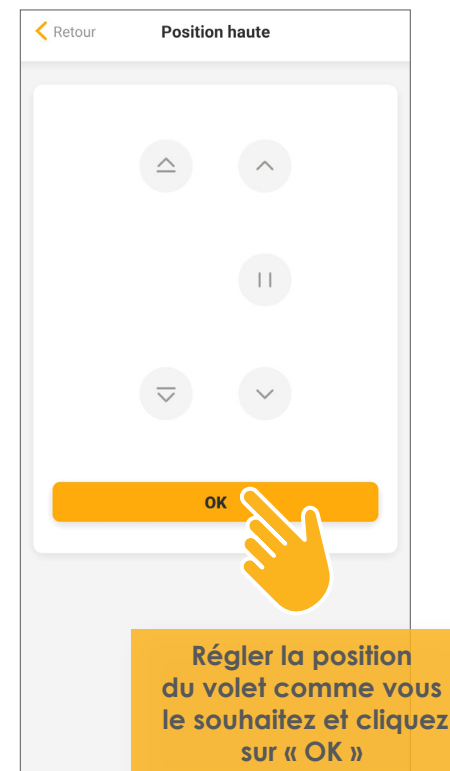 Retour Position haute
OK
Régler la position
du volet comme vous
le souhaitez et cliquez
sur « OK »